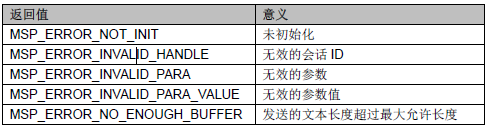 返回值 意义
MSP_ERROR_NOT_INIT 未初始化
MSP_ERROR_INVALID_HANDLE 无效的会话 ID
MSP_ERROR_INVALID_PARA 无效的参数
MSP_ERROR_INVALID_PARA_VALUE 无效的参数值
MSP_ERROR_NO_ENOUGH_BUFFER 发送的文本长度超过最大允许长度